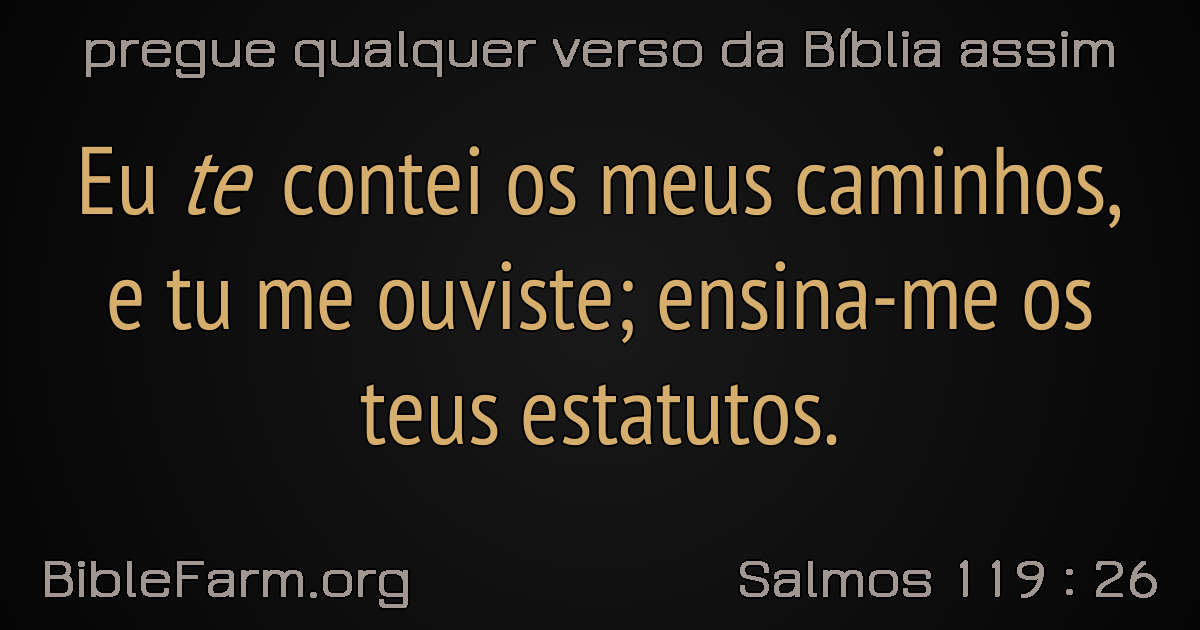 pregue qualquer verso da Bíblia assim
Eu te contei os meus caminhos,
e tu me ouviste; ensina-me os
teus estatutos.
BibleFarm.org
Salmos 119 : 26